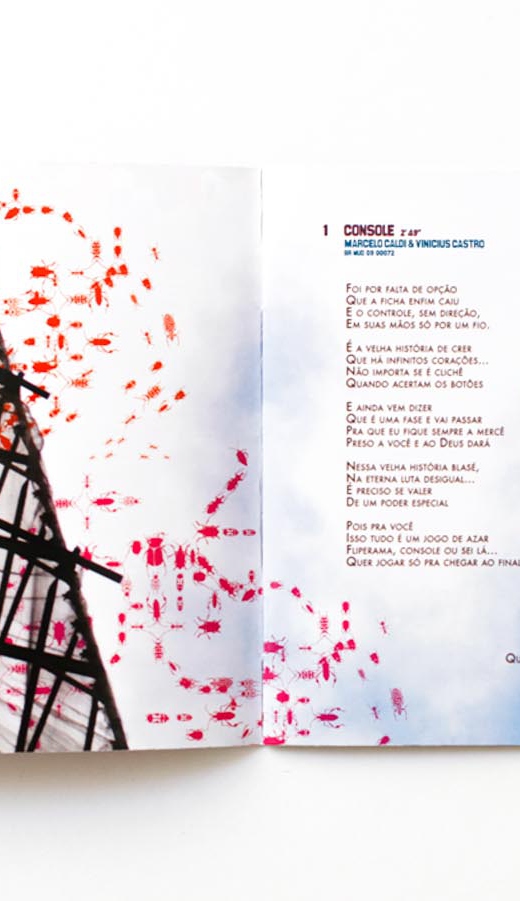 1 CONSOLE 2'49"
MARCELO CALDI & VINICIUS CASTRO
BR MUD 09 00072
FOI POR FALTA DE OPÇÃO
QUE A FICHA ENFIM CAIU
E O CONTROLE, SEM DIREÇÃO,
EM SUAS MÃOS SÓ POR UM FIO.
É A VELHA HISTÓRIA DE CRER
QUE HÁ INFINITOS CORAÇÕES...
NÃO IMPORTA SE É CLICHÊ
QUANDO ACERTAM OS BOTÕES
E AINDA VEM DIZER
QUE É UMA FASE E VAI PASSAR
PRA QUE EU FIQUE SEMPRE A MERCÊ
PRESO A VOCÊ E AO DEUS DARÁ
NESSA VELHA HISTÓRIA BLASÉ,
NA ETERNA LUTA DESIGUAL...
É PRECISO SE VALER
DE UM PODER ESPECIAL
POIS PRA VOCÊ
ISSO TUDO É UM JOGO DE AZAR
FLIPERAMA, CONSOLE OU SEI LÁ...
QUER JOGAR SÓ PRA CHEGAR AO FINAL